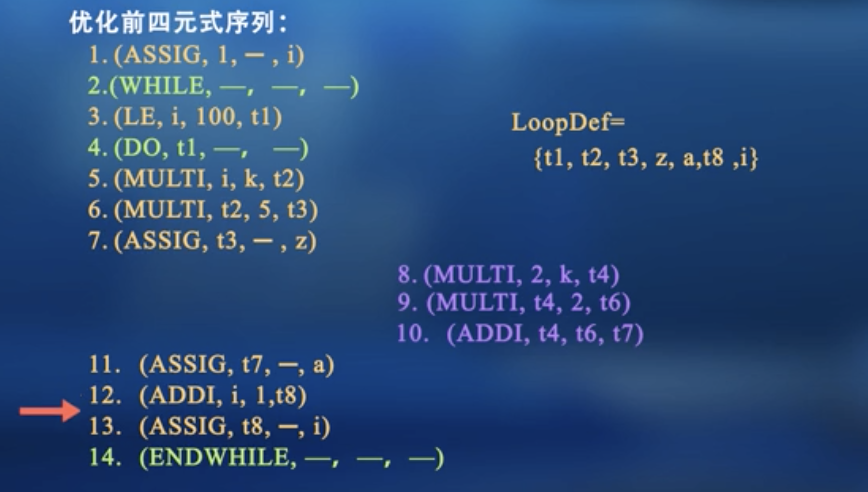 优化前四元式序列：
1. (ASSIG, 1, — , i)
2.(WHILE, —, —, —)
3. (LE, i, 100, t1)
4. (DO, t1, —, —)
5. (MULTI, i, k, t2)
6. (MULTI, t2, 5, t3)
7. (ASSIG, t3, — , z)
LoopDef=
{t1, t2, t3, z, a,t8 ,i}
8. (MULTI, 2, k, t4)
9. (MULTI, t4, 2, t6)
10. (ADDI, t4, t6, t7)
11. (ASSIG, t7, —, a)
12. (ADDI, i, 1,t8)
13. (ASSIG, t8, —, i)
14. (ENDWHILE, —, —, —)